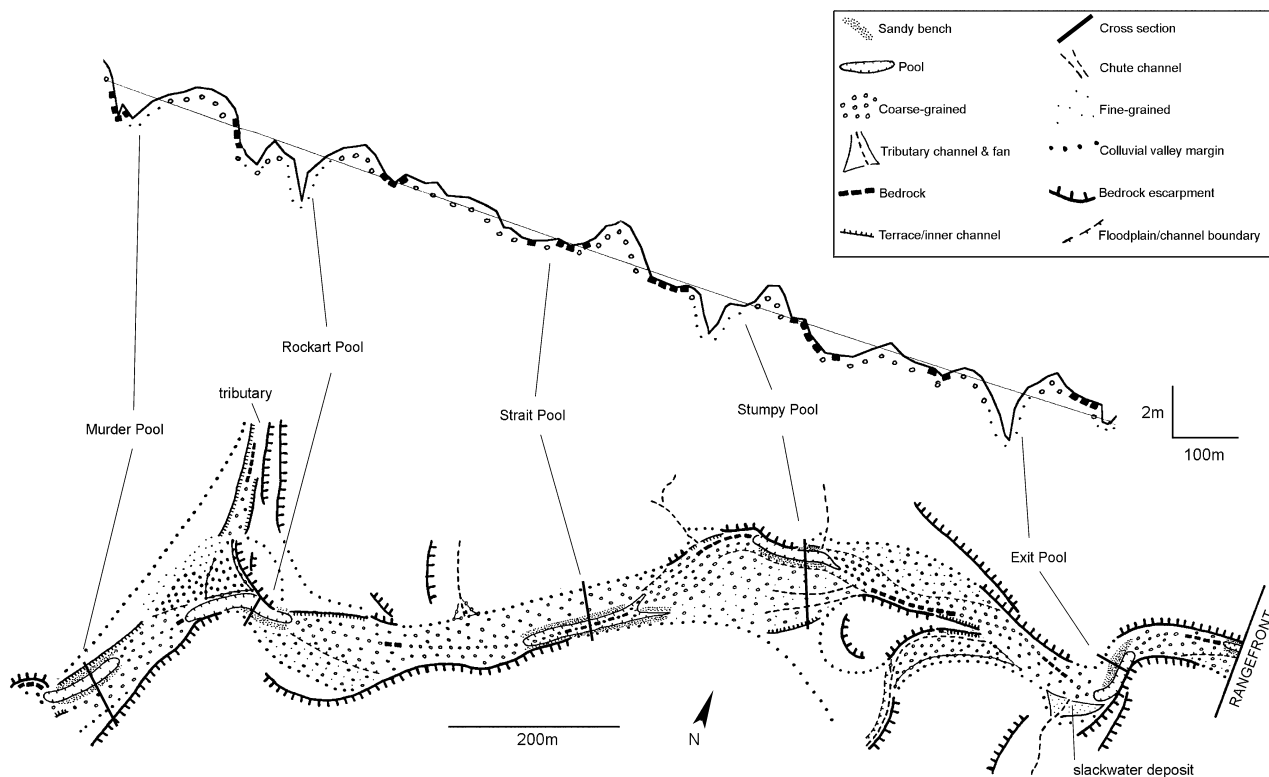 Sandy bench
Cross section
Pool
Chute channel
Coarse-grained
Fine-grained
Tributary channel & fan
Colluvial valley margin
Bedrock
Bedrock escarpment
Terrace/inner channel
Floodplain/channel boundary
Rockart Pool
tributary
Murder Pool
Strait Pool
Stumpy Pool
2m
100m
Exit Pool
RANGEFRONT
200m
N
slackwater deposit